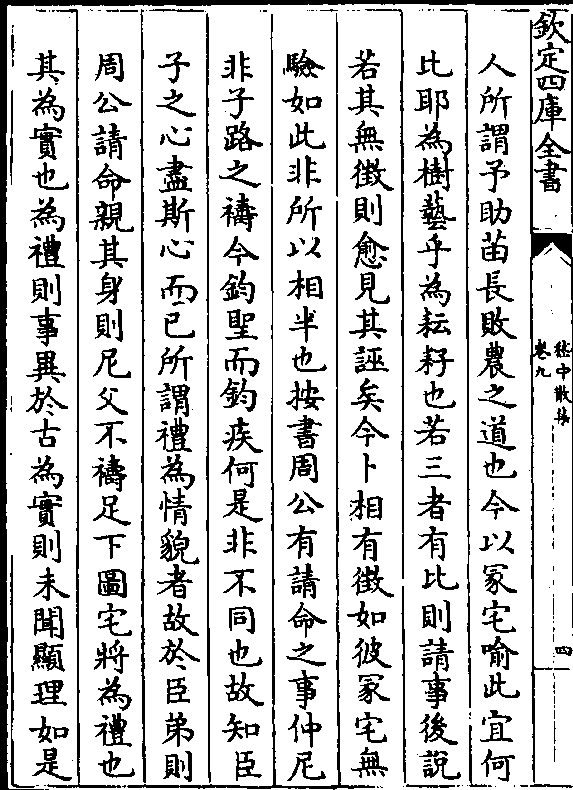 欽定四庫全書
嵇中散集
卷九
四
人所謂予助苗長敗農之道也今以冢宅喻此宜何
比耶為樹藝乎為耘耔也若三者有比則請事後說
若其無徵則愈見其誣矣今卜相有徵如彼冢宅無
驗如此非所以相半也按書周公有請命之事仲尼
非子路之禱今鈞聖而鈞疾何是非不同也故知臣
子之心盡斯心而已所謂禮為情貌者故於臣弟則
周公請命親其身則尼父不禱足下圖宅將為禮也
其為實也為禮則事異於古為實則未聞顯理如是